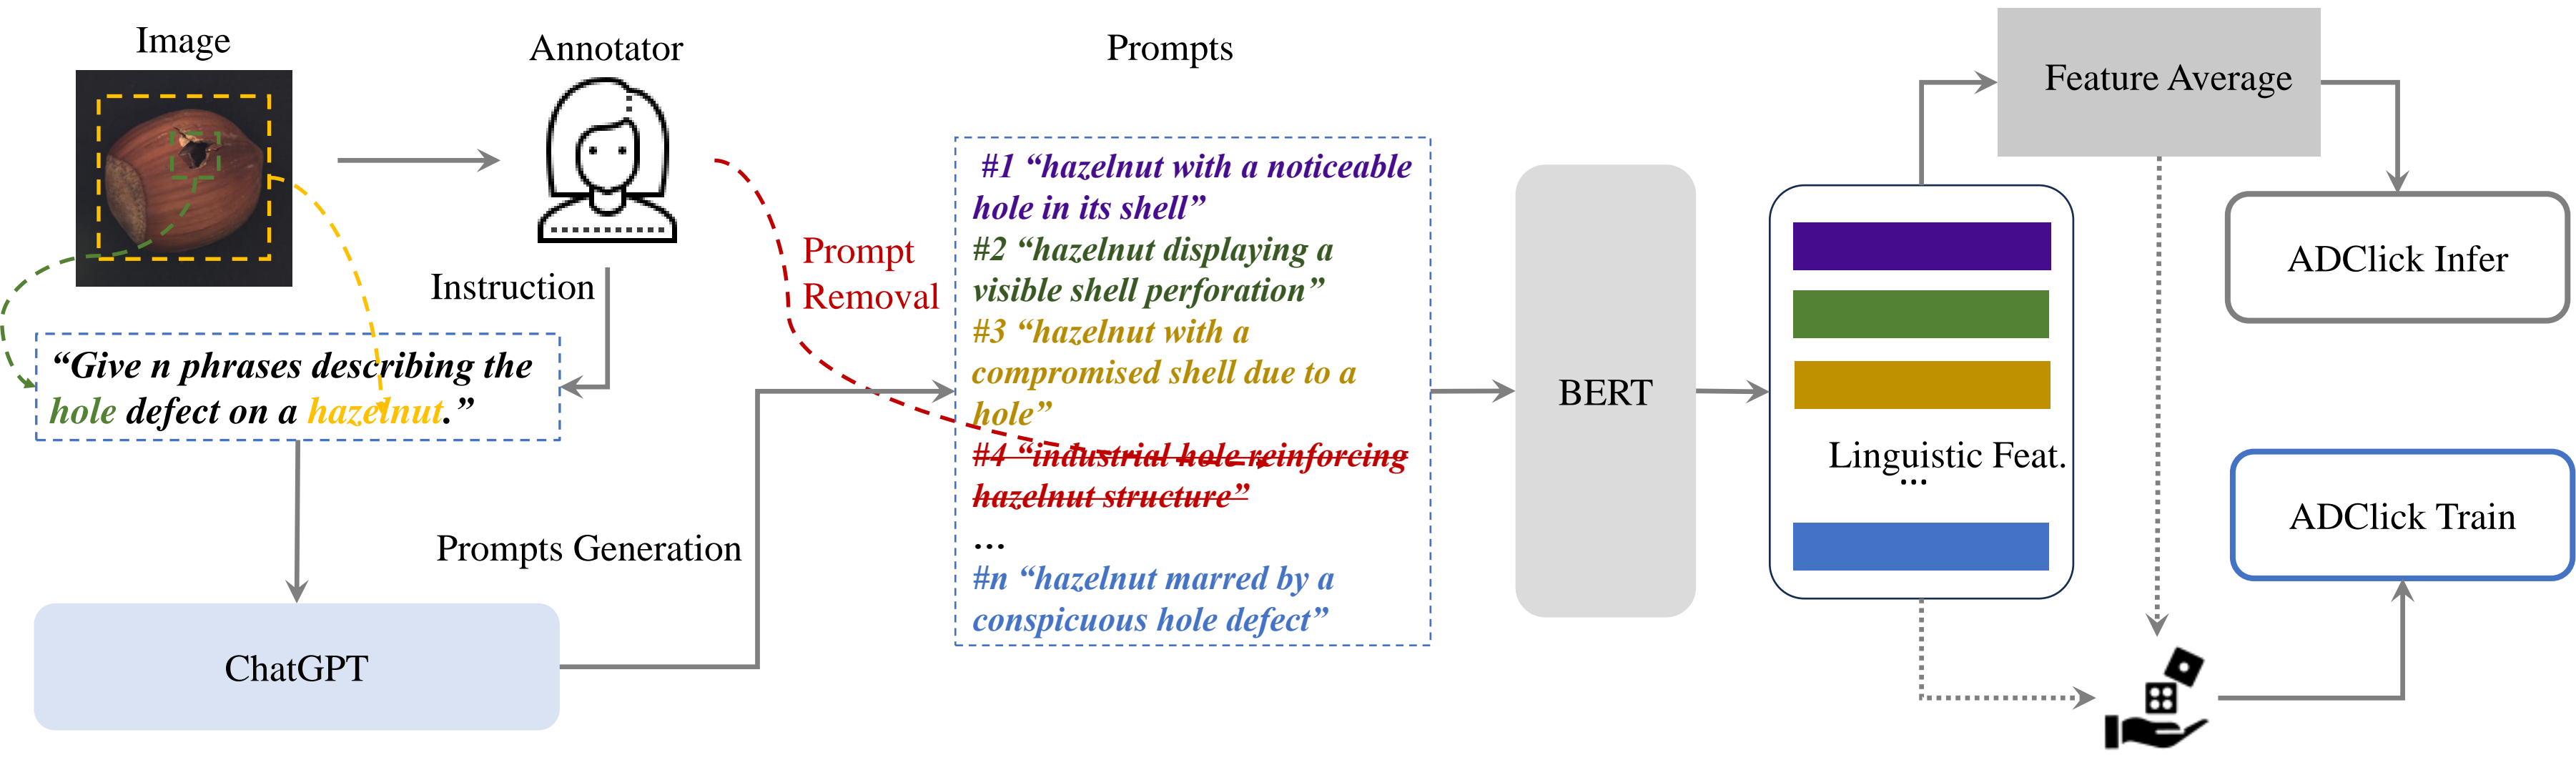 Image
Annotator
Instruction
“Give n phrases describing the
hole defect on a hazelnut.”
ChatGPT
Prompts Generation
Prompt
Removal
Prompts
#1 “hazelnut with a noticeable
hole in its shell”
#2 “hazelnut displaying a
visible shell perforation”
#3 “hazelnut with a
compromised shell due to a
hole”
#4 “industrial hole reinforcing
hazelnut structure”
...
#n “hazelnut marred by a
conspicuous hole defect”
BERT
Linguistic Feat.
...
Feature Average
ADClick Infer
ADClick Train